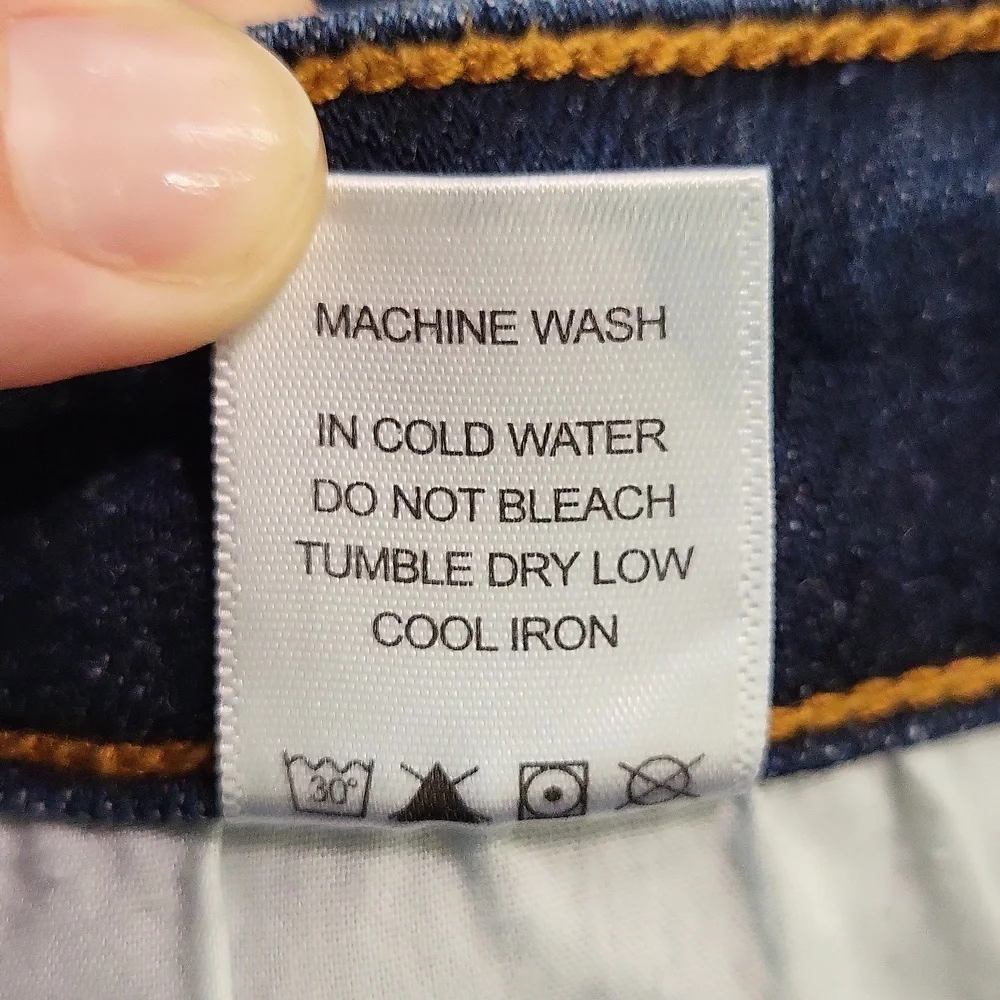 MACHINE WASH
IN COLD WATER
DO NOT BLEACH
TUMBLE DRY LOW
COOL IRON
30°